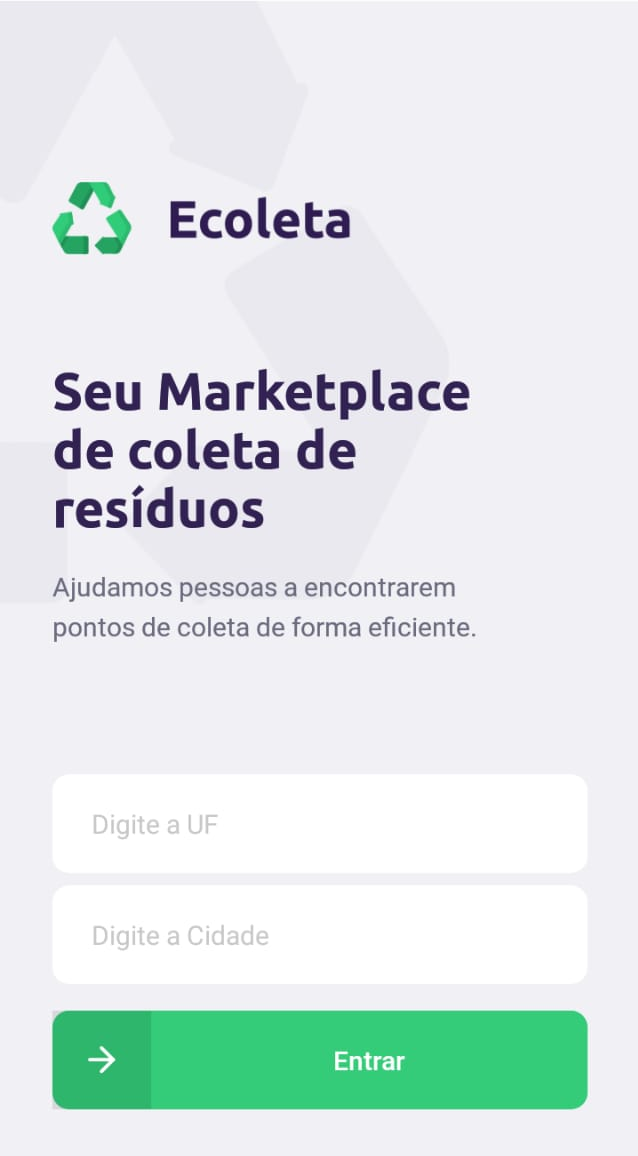 Ecoleta
Seu Marketplace
de coleta de
resíduos
Ajudamos pessoas a encontrarem
pontos de coleta de forma eficiente.
Digite a UF
Digite a Cidade
Entrar